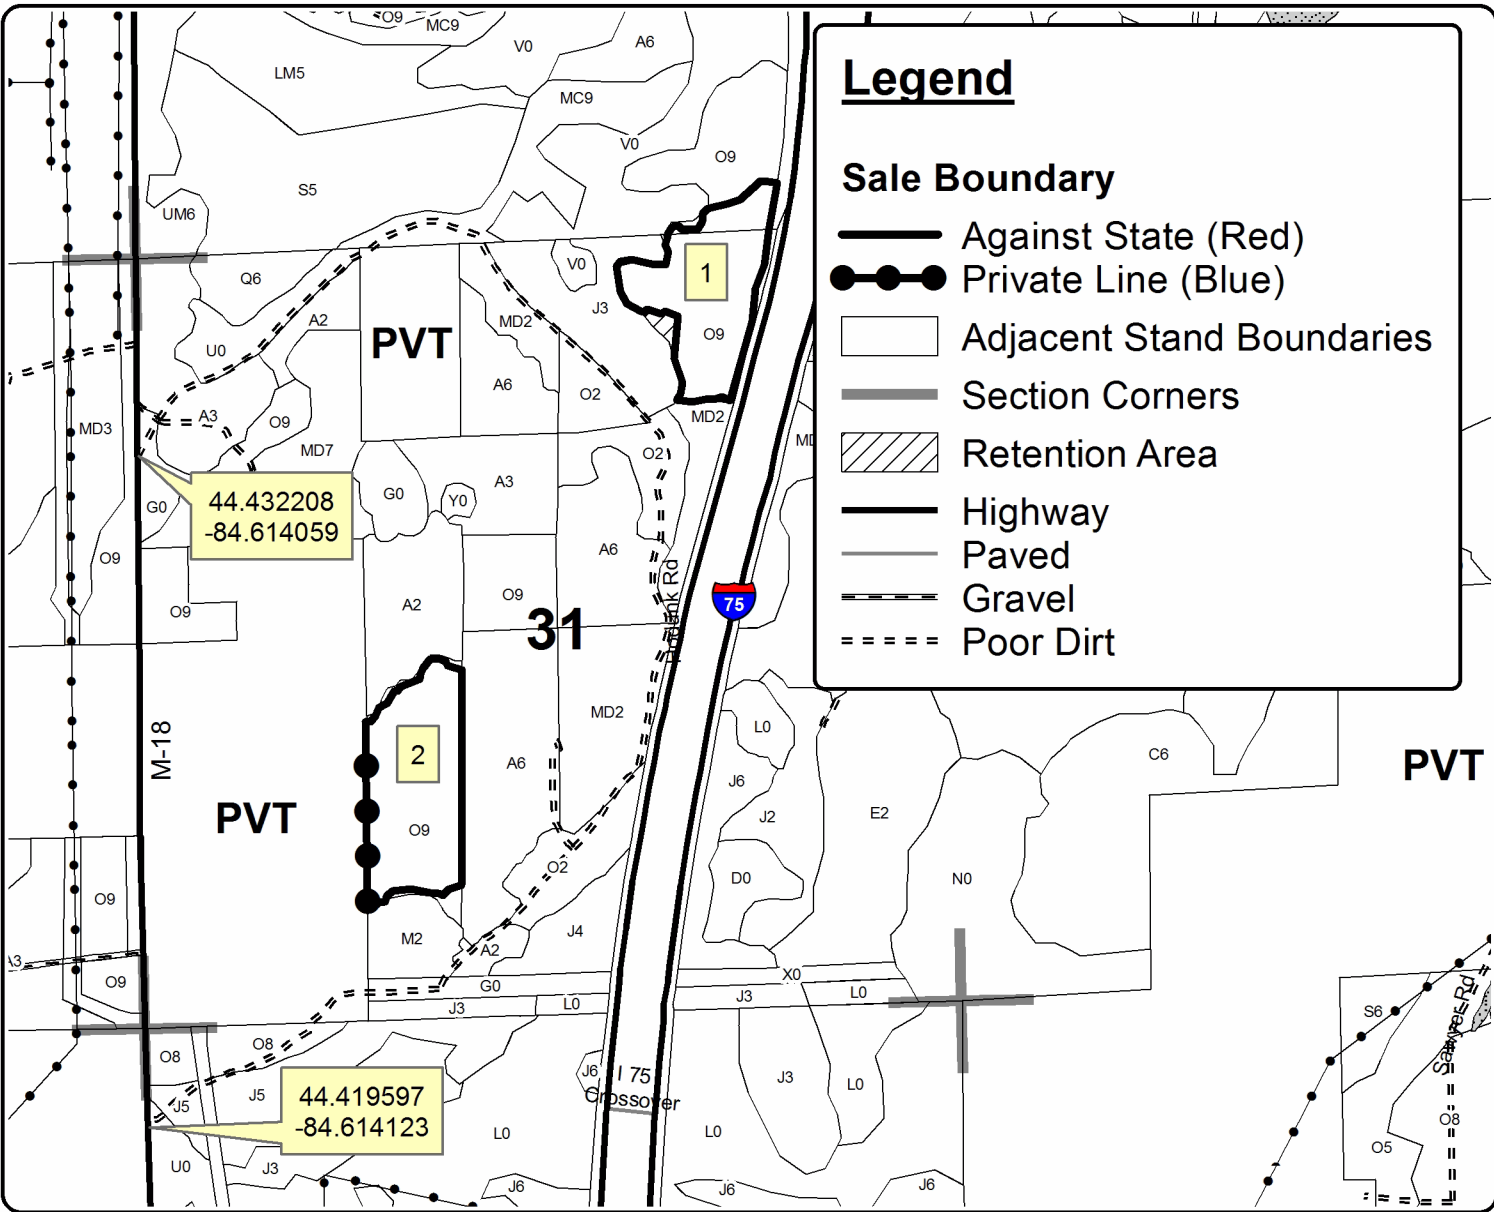 O9
MC9
V0
A6
LM5
MC9
V0
O9
S5
UM6
Legend
Sale Boundary
Against State (Red)
Private Line (Blue)
Adjacent Stand Boundaries
Section Corners
Retention Area
Highway
Paved
Gravel
Poor Dirt
V0
1
Q6
J3
A2
MD2
O9
PVT
U0
A6
O2
A3
O9
MD2
MD3
MD7
O2
G0
Y0
A3
44.432208
-84.614059
G0
A6
O9
A2
O9
O9
31
75
MD2
L0
M-18
2
A6
C6
PVT
J6
J2
E2
PVT
O9
O2
D0
N0
O9
M2
A2
J4
A3
O9
X0
G0
J3
L0
J3
L0
S6
Sawyer Rd
O8
O8
J6
I 75
Crossover
J3
L0
J5
J5
44.419597
-84.614123
L0
L0
O8
O5
U0
J3
J6
J6
J6